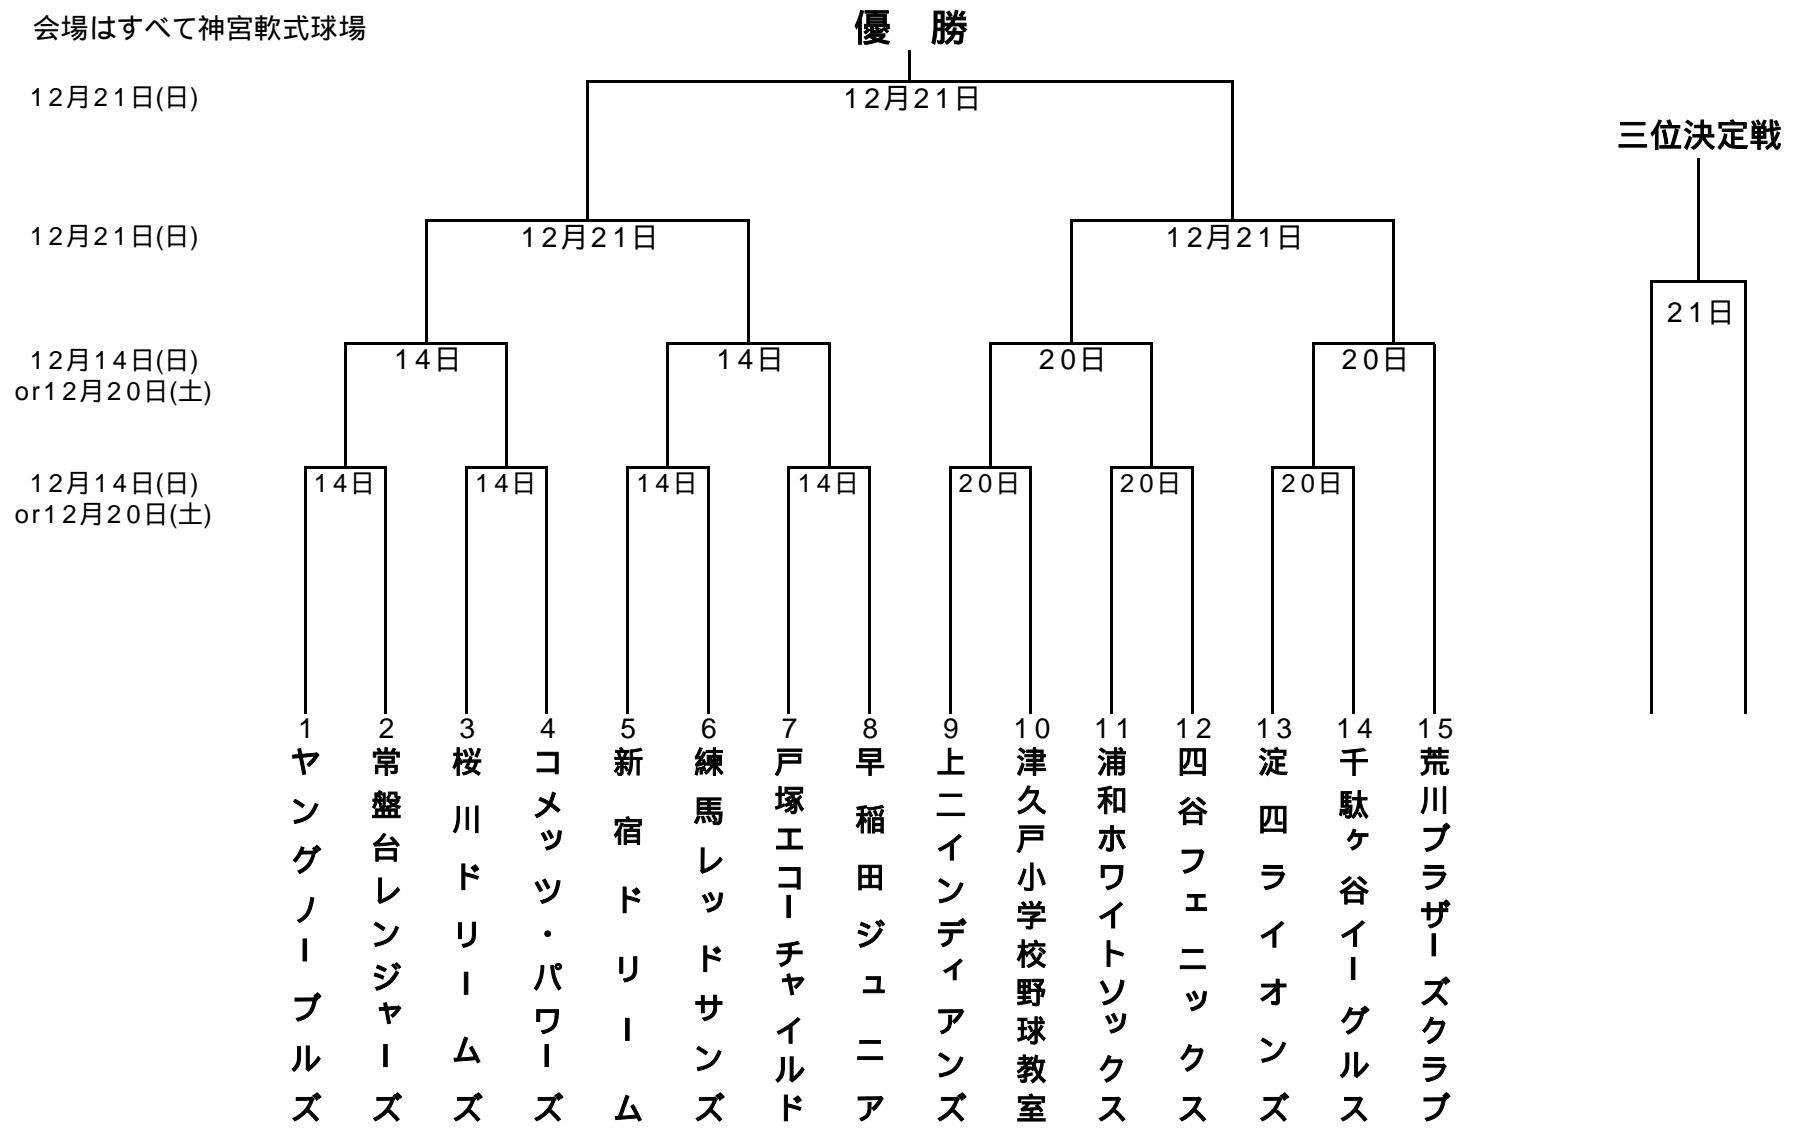 会場はすべて神宮軟式球場
優　勝
12月21日(日)
12月21日
三位決定戦
12月21日(日)
12月21日
12月21日
21日
12月14日(日)
or12月20日(土)
14日
14日
20日
20日
12月14日(日)
or12月20日(土)
14日
14日
14日
14日
20日
20日
20日
1
ヤングノーブルズ
2
常盤台レンジャーズ
3
桜川ドリームズ
4
コメッツ・パワーズ
5
新宿ドリーム
6
練馬レッドサンズ
7
戸塚エコーチャイルド
8
早稲田ジュニア
9
上二インディアンズ
10
津久戸小学校野球教室
11
浦和ホワイトソックス
12
四谷フェニックス
13
淀四ライオンズ
14
千駄ヶ谷イーグルス
15
荒川ブラザーズクラブ